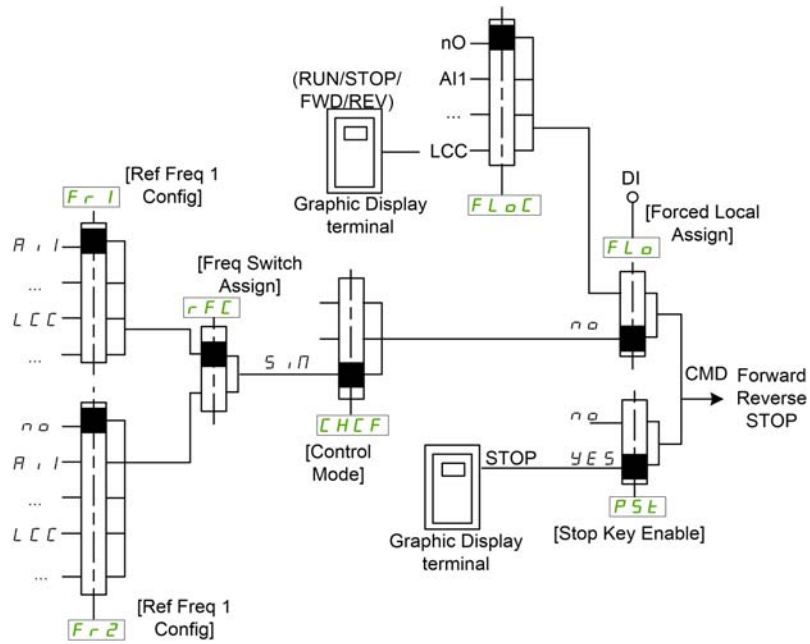 nO
(RUN/STOP/
FWD/REV)
AI1
...
LCC
Graphic Display
terminal
FLoC
DI
[Forced Local
Assign]
FLo
[Ref Freq 1
Config]
Fr1
Ai1
...
LCC
...
[Freq Switch
Assign]
rFC
SiM
no
CHCF
[Control
Mode]
CMD
Forward
Reverse
STOP
no
Ai1
...
LCC
...
Fr2
[Ref Freq 1
Config]
no
STOP
YES
PSt
[Stop Key Enable]
Graphic Display
terminal